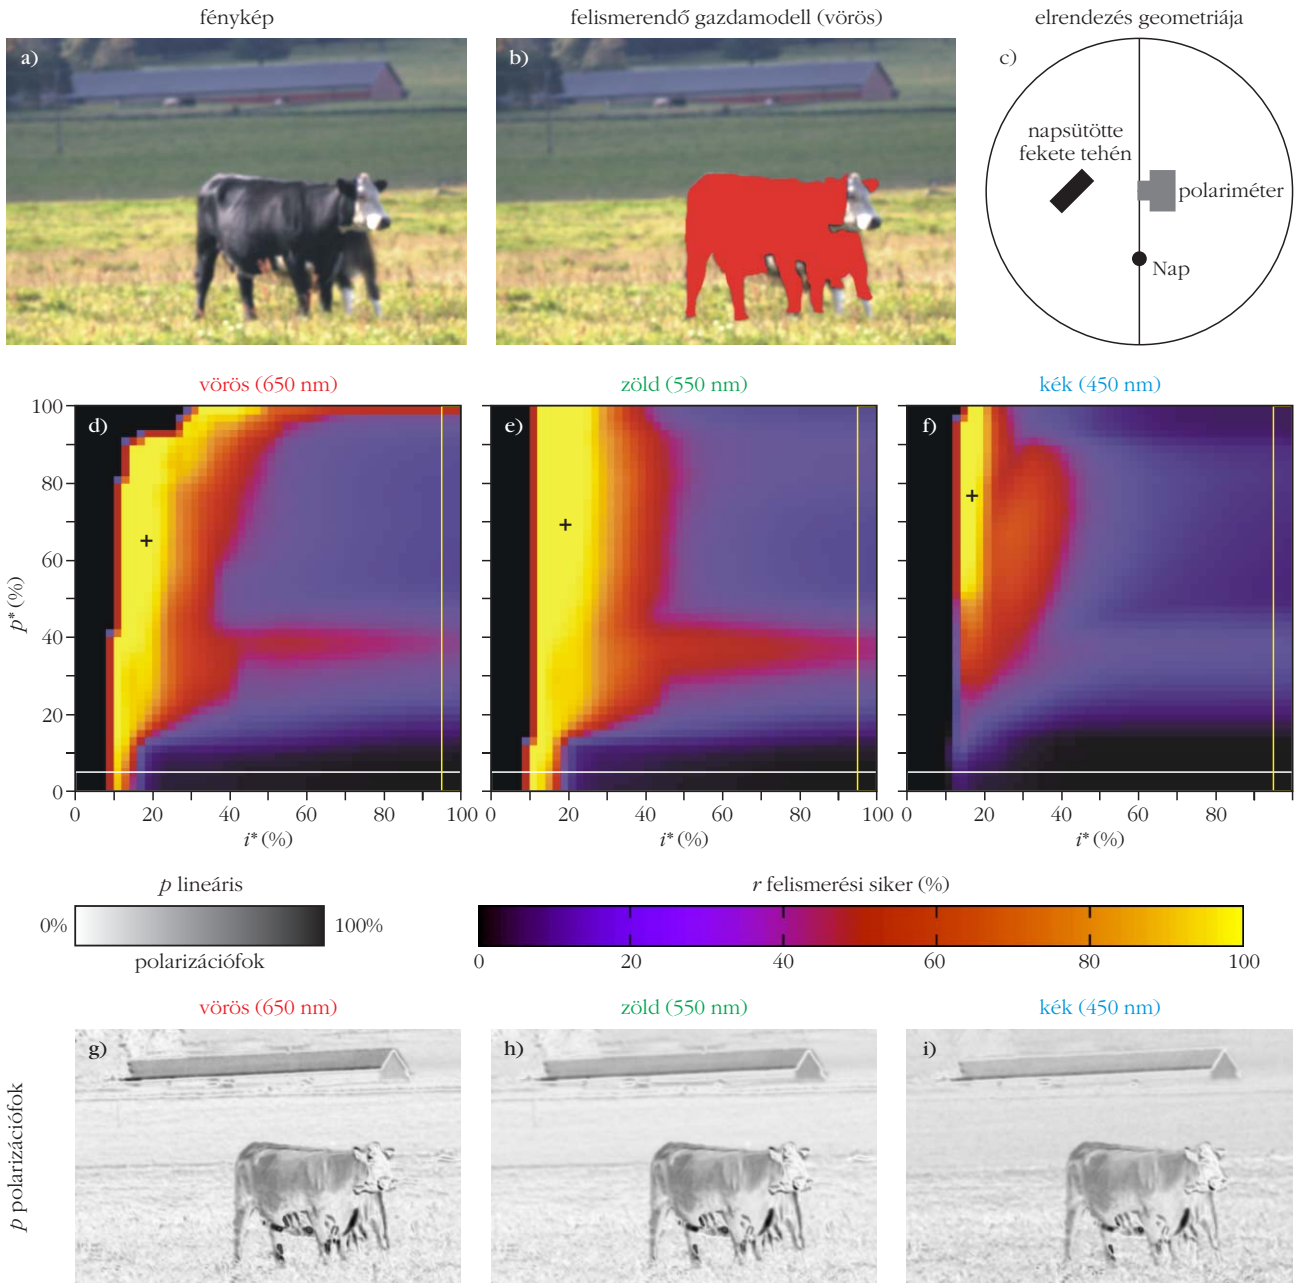 fénykép
felismerendő gazdamodell (vörös)
elrendezés geometriája
a)
b)
c)
napsütötte
fekete tehén
polariméter
Nap
vörös (650 nm)
zöld (550 nm)
kék (450 nm)
d)
e)
f)
100
80
60
40
20
0
p* (%)
0 20 40 60 80 100
0 20 40 60 80 100
0 20 40 60 80
i* (%)
i* (%)
i* (%)
p lineáris
0% 100%
polarizációfok
r felismerési siker (%)
0 20 40 60 80 100
vörös (650 nm)
zöld (550 nm)
kék (450 nm)
g)
h)
i)
p polarizációfok